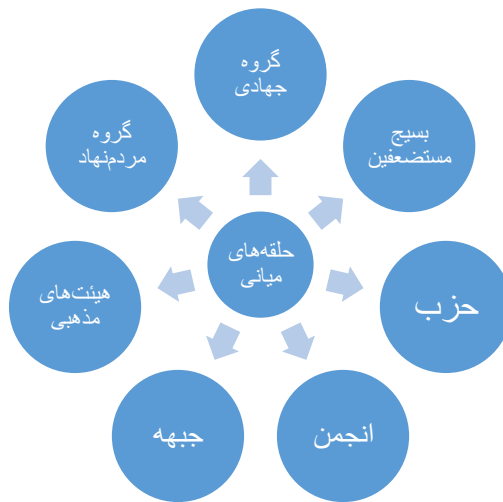 گروه
جهادی
بسیج
مستضعفین
حزب
انجمن
جبهه
هیئت‌های
مذهبی
گروه
مردم‌نهاد
حلقه‌های
میانی